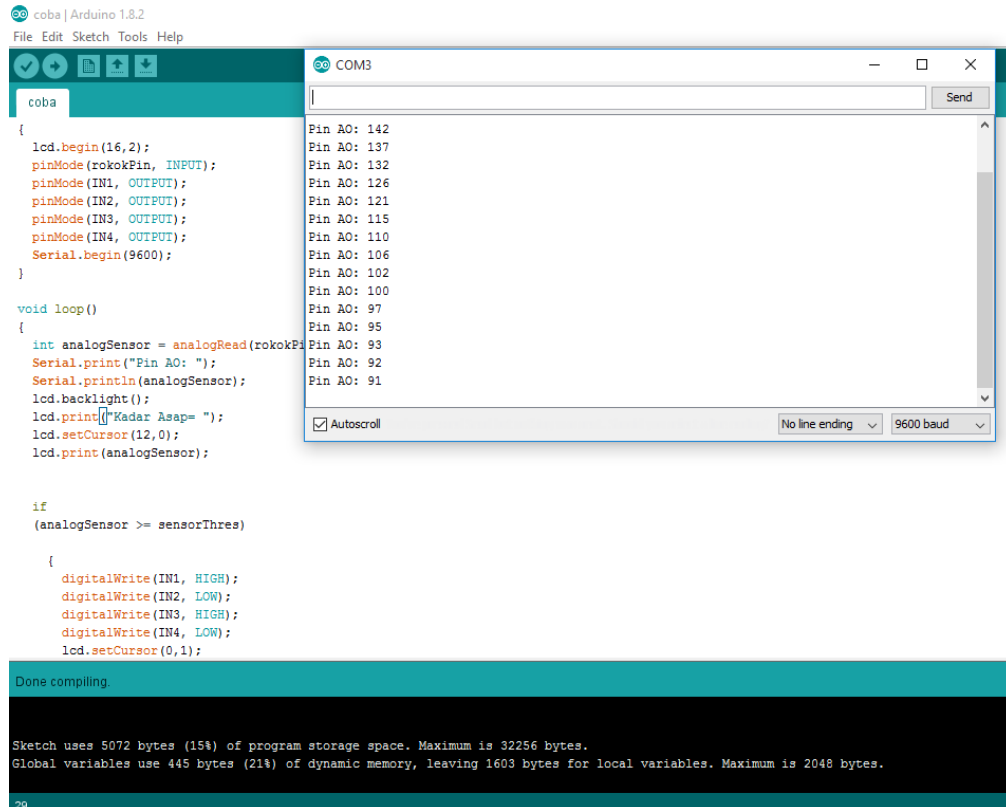 coba | Arduino 1.8.2
File Edit Sketch Tools Help
coba
{
lcd.begin(16,2);
pinMode(rokokPin, INPUT);
pinMode(IN1, OUTPUT);
pinMode(IN2, OUTPUT);
pinMode(IN3, OUTPUT);
pinMode(IN4, OUTPUT);
Serial.begin(9600);
}
void loop()
{
int analogSensor = analogRead(rokokPi
Serial.print("Pin AO: ");
Serial.println(analogSensor);
lcd.backlight();
lcd.print("Kadar Asap= ");
lcd.setCursor(12,0);
lcd.print(analogSensor);
if
(analogSensor >= sensorThres)
{
digitalWrite(IN1, HIGH);
digitalWrite(IN2, LOW);
digitalWrite(IN3, HIGH);
digitalWrite(IN4, LOW);
lcd.setCursor(0,1);
COM3
Send
Pin AO: 142
Pin AO: 137
Pin AO: 132
Pin AO: 126
Pin AO: 121
Pin AO: 115
Pin AO: 110
Pin AO: 106
Pin AO: 102
Pin AO: 100
Pin AO: 97
Pin AO: 95
Pin AO: 93
Pin AO: 92
Pin AO: 91
Autoscroll
No line ending
9600 baud
Done compiling.
Sketch uses 5072 bytes (15%) of program storage space. Maximum is 32256 bytes.
Global variables use 445 bytes (21%) of dynamic memory, leaving 1603 bytes for local variables. Maximum is 2048 bytes.
29